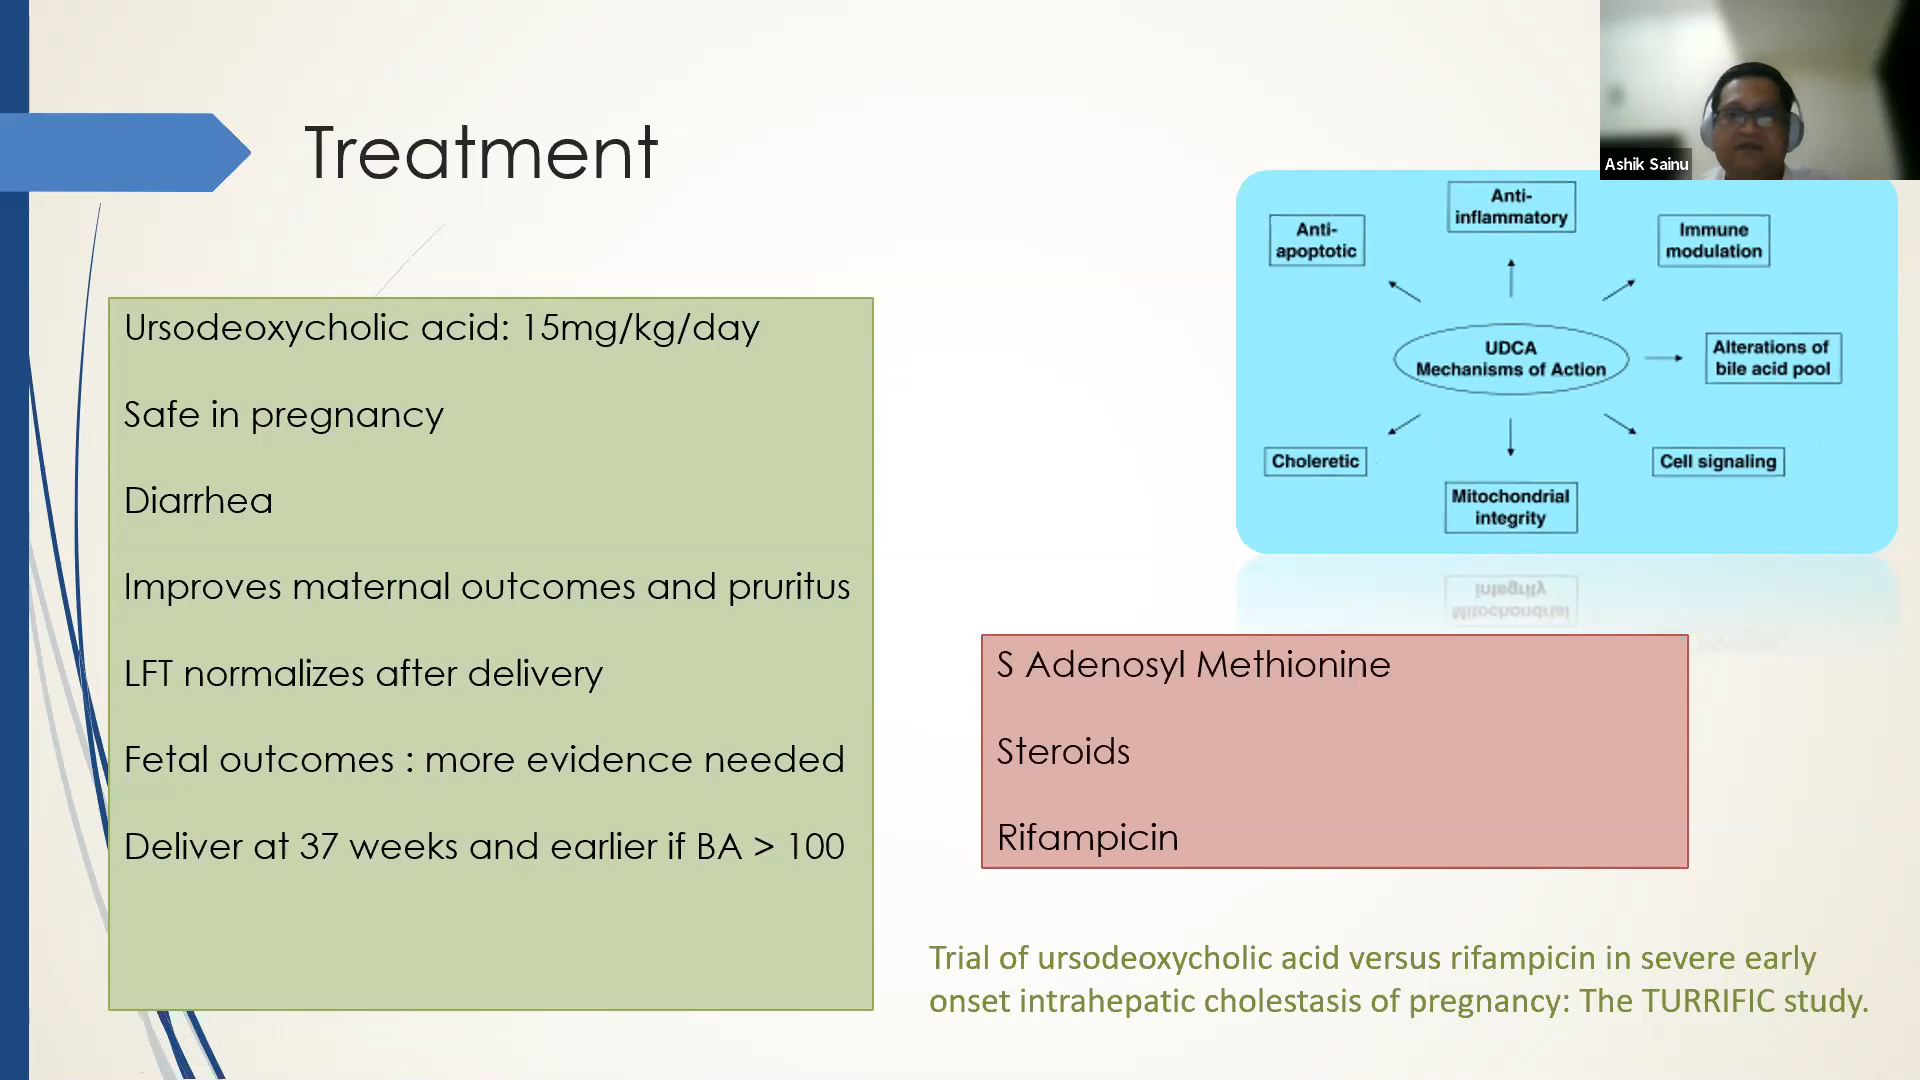 Ashik Sainu
Treatment
Ursodeoxycholic acid: 15mg/kg/day
Safe in pregnancy
Diarrhea
Improves maternal outcomes and pruritus
LFT normalizes after delivery
Fetal outcomes : more evidence needed
Deliver at 37 weeks and earlier if BA > 100
Anti-
inflammatory
Anti-
apoptotic
Immune
modulation
UDCA
Mechanisms of Action
Alterations of
bile acid pool
Choleretic
Cell signaling
Mitochondrial
integrity
S Adenosyl Methionine
Steroids
Rifampicin
Trial of ursodeoxycholic acid versus rifampicin in severe early
onset intrahepatic cholestasis of pregnancy: The TURRIFIC study.